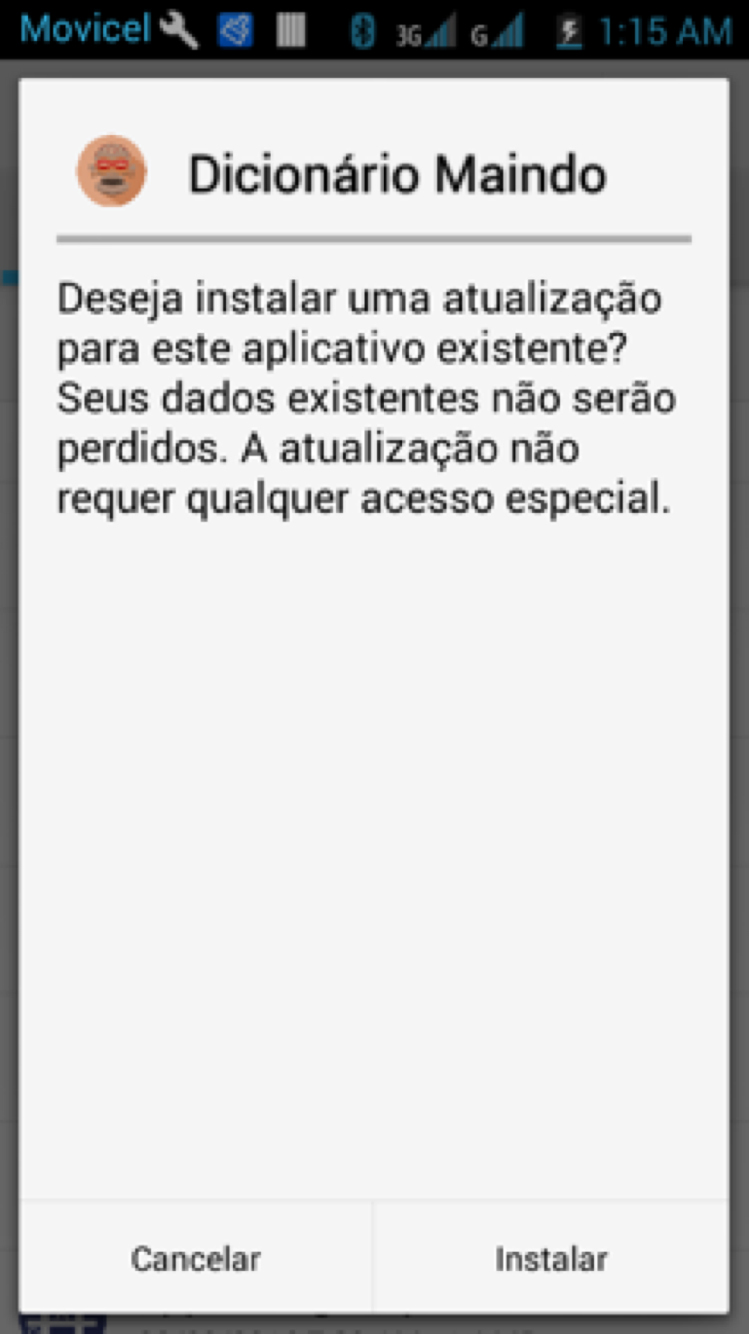 Movicel 3G G 1:15 AM
Dicionário Maindo
Deseja instalar uma atualização
para este aplicativo existente?
Seus dados existentes não serão
perdidos. A atualização não
requer qualquer acesso especial.
Cancelar Instalar